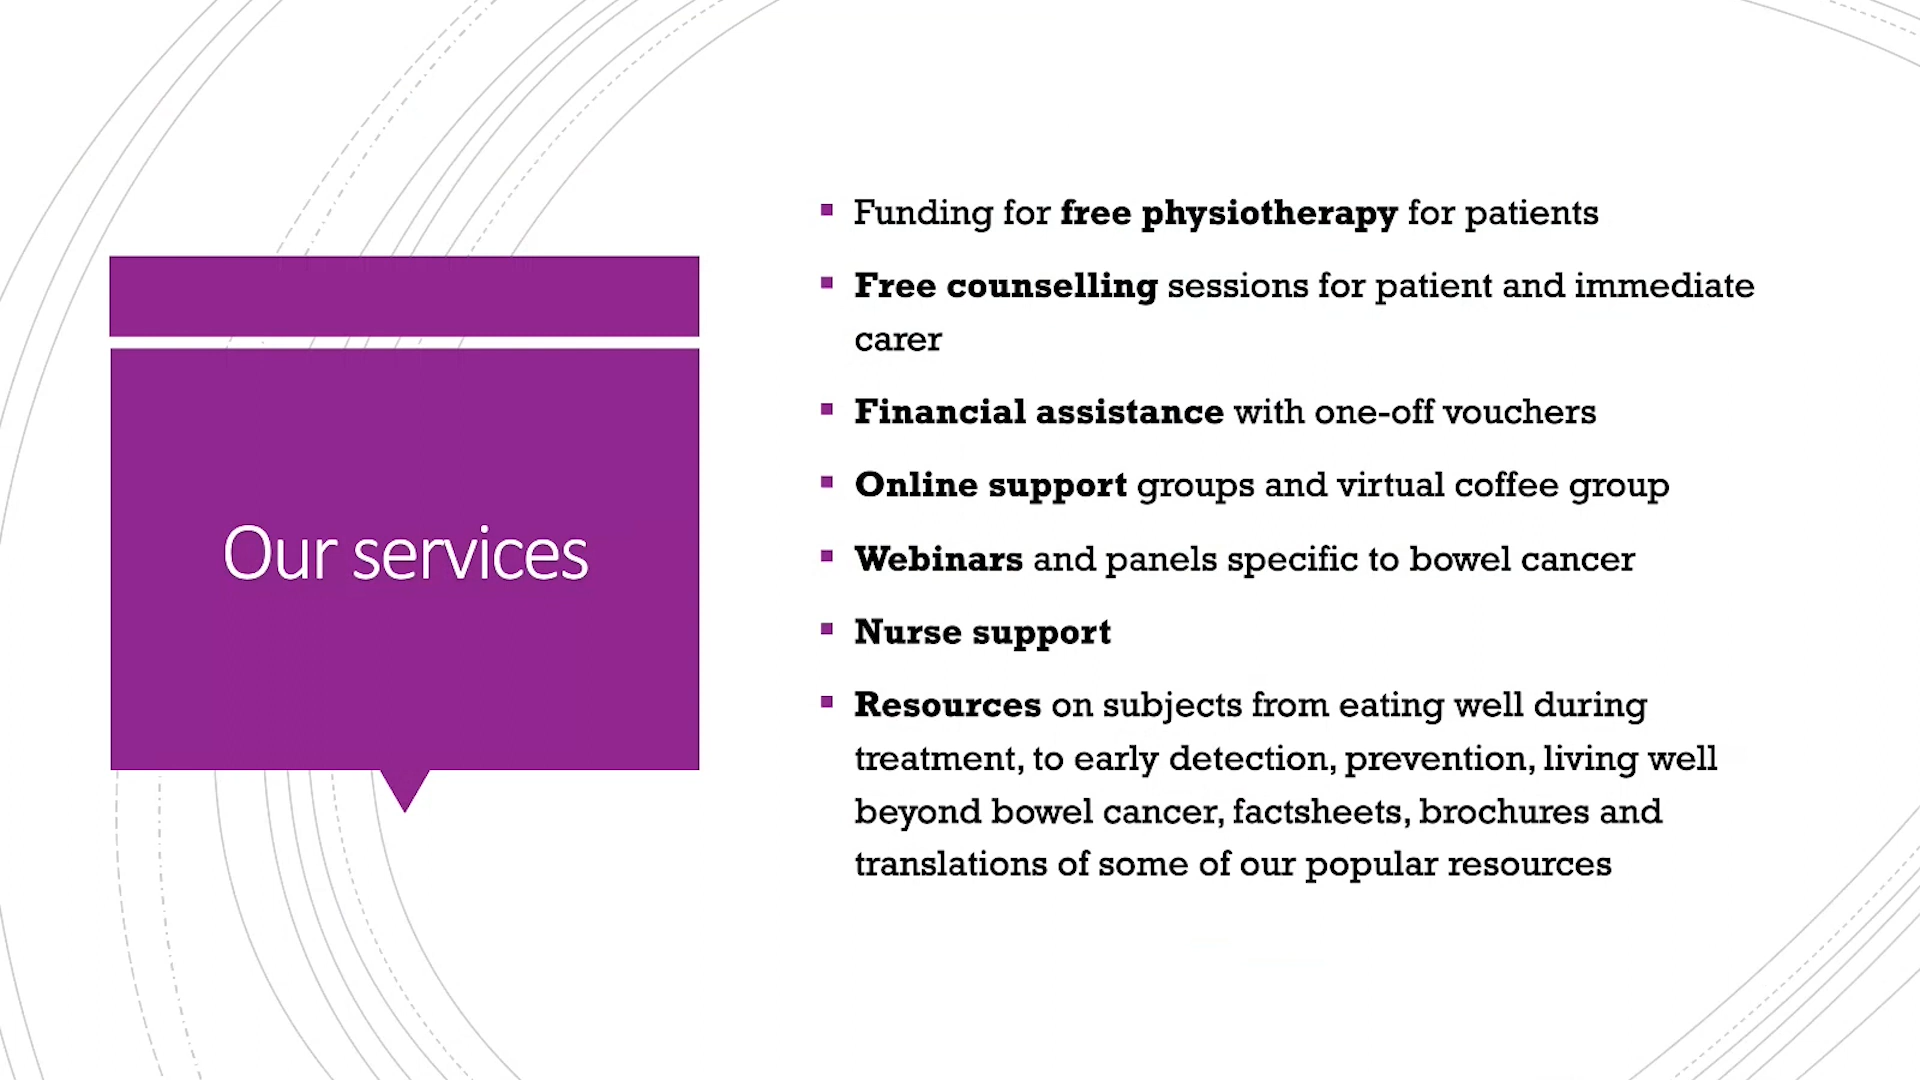 Our services
Funding for free physiotherapy for patients
Free counselling sessions for patient and immediate
carer
Financial assistance with one-off vouchers
Online support groups and virtual coffee group
Webinars and panels specific to bowel cancer
Nurse support
Resources on subjects from eating well during
treatment, to early detection, prevention, living well
beyond bowel cancer, factsheets, brochures and
translations of some of our popular resources